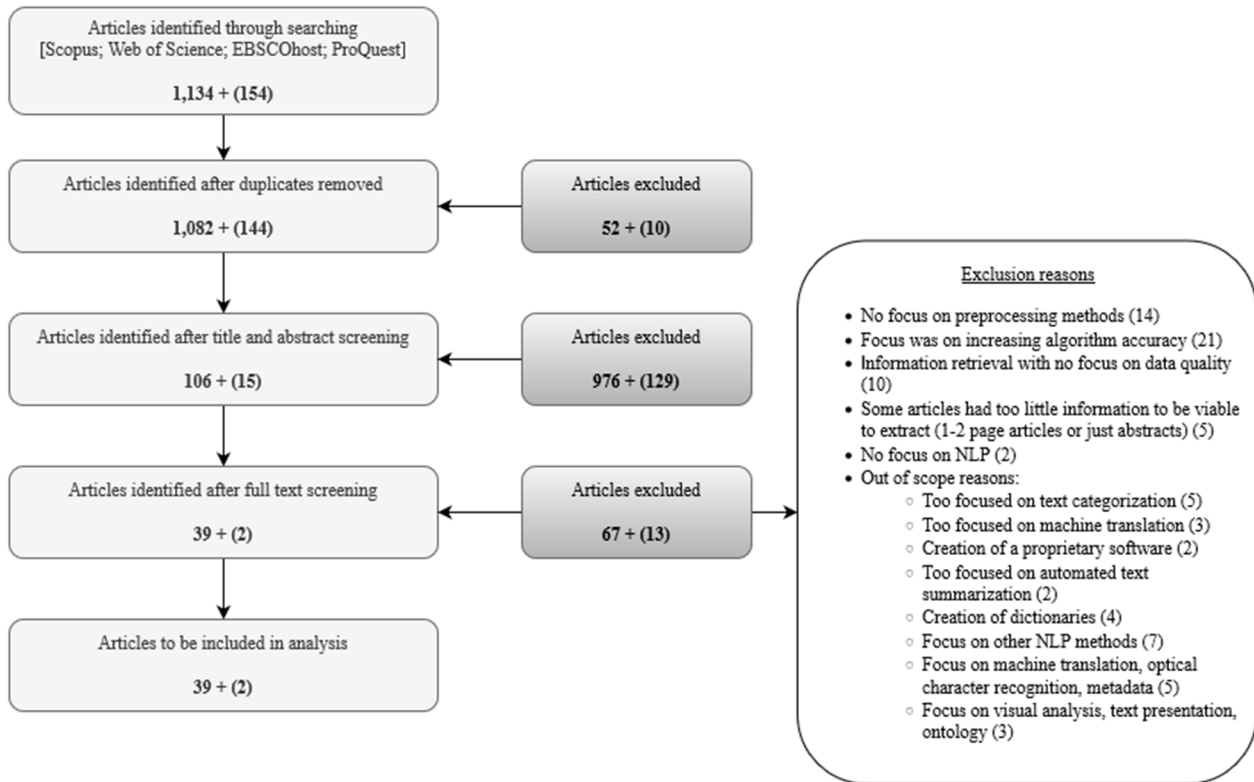 Articles identified through searching
[Scopus; Web of Science; EBSCOhost; ProQuest]
1,134 + (154)
Articles identified after duplicates removed
1,082 + (144)
Articles excluded
52 + (10)
Articles identified after title and abstract screening
106 + (15)
Articles excluded
976 + (129)
Articles identified after full text screening
39 + (2)
Articles excluded
67 + (13)
Articles to be included in analysis
39 + (2)
Exclusion reasons
• No focus on preprocessing methods (14)
• Focus was on increasing algorithm accuracy (21)
• Information retrieval with no focus on data quality
(10)
• Some articles had too little information to be viable
to extract (1-2 page articles or just abstracts) (5)
• No focus on NLP (2)
• Out of scope reasons:
○ Too focused on text categorization (5)
○ Too focused on machine translation (3)
○ Creation of a proprietary software (2)
○ Too focused on automated text
summarization (2)
○ Creation of dictionaries (4)
○ Focus on other NLP methods (7)
○ Focus on machine translation, optical
character recognition, metadata (5)
○ Focus on visual analysis, text presentation,
ontology (3)